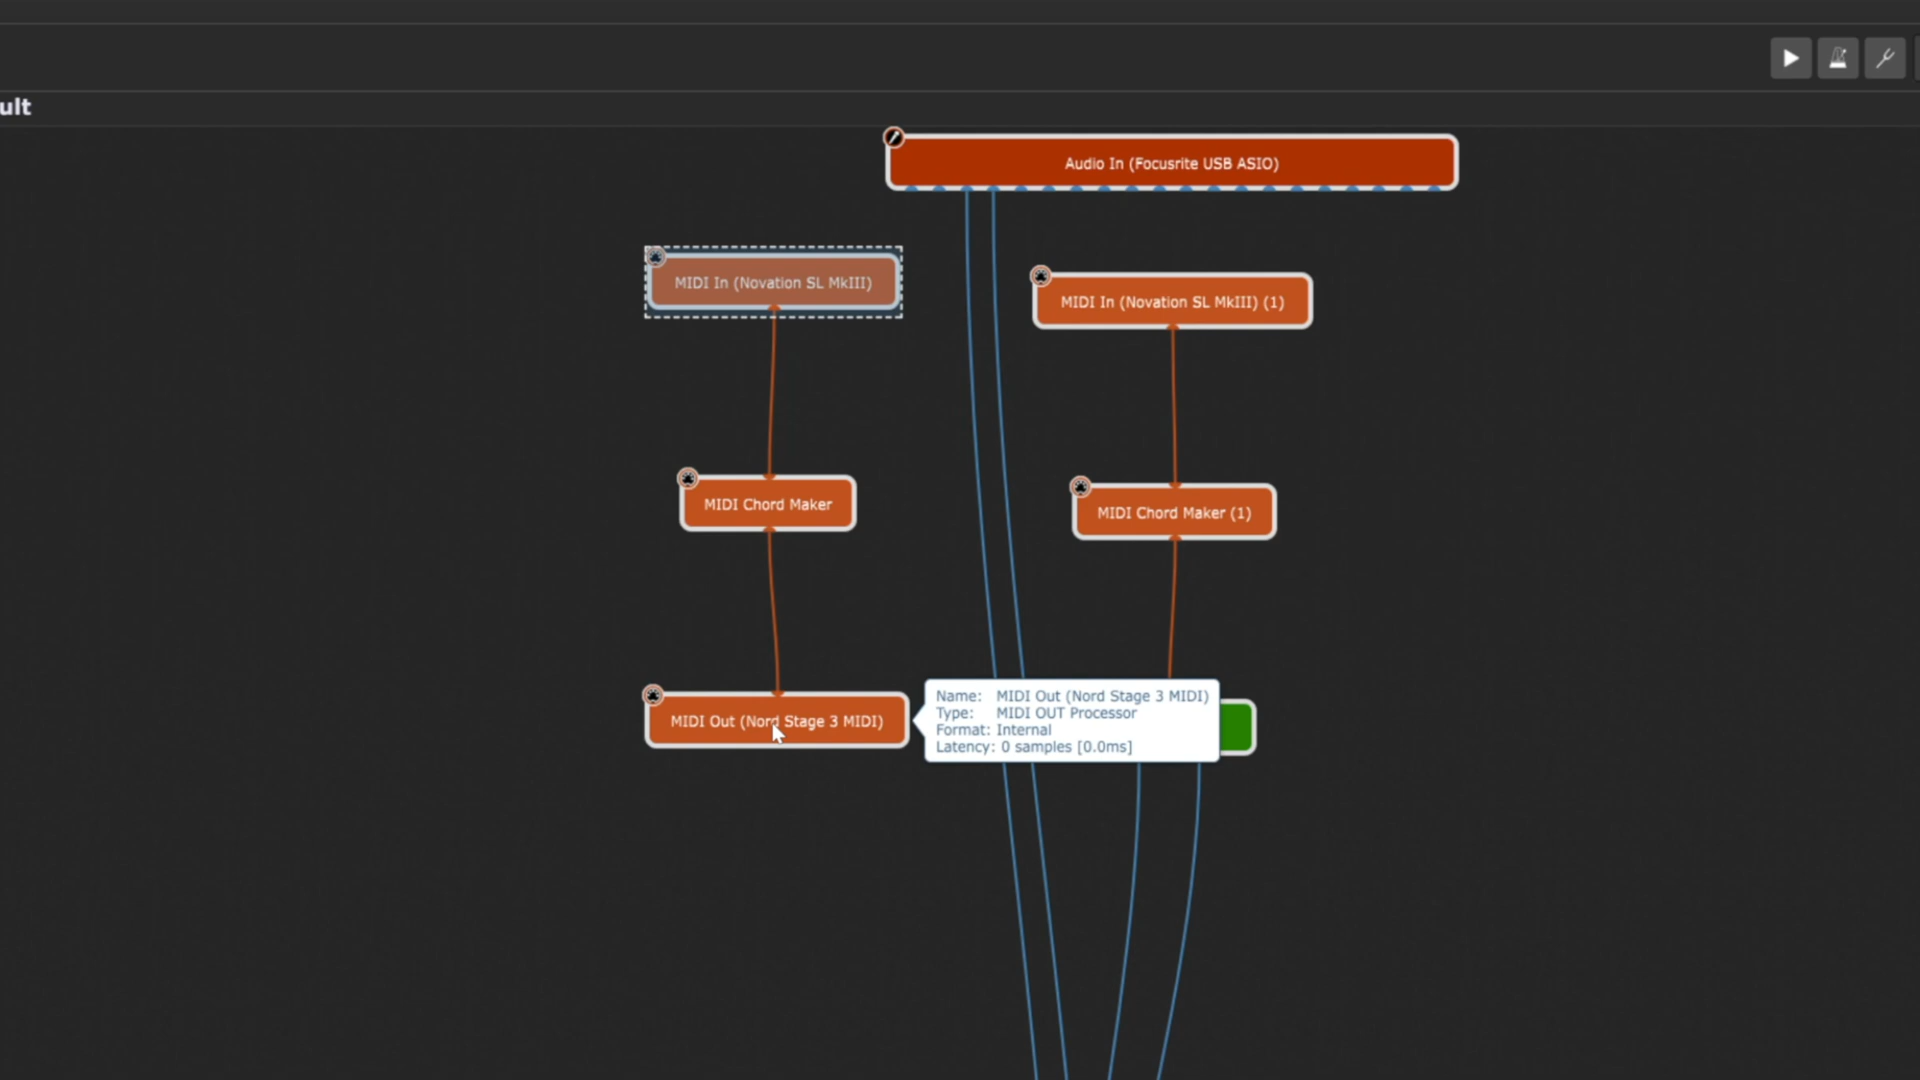 ult
Audio In (Focusrite USB ASIO)
MIDI In (Novation SL MkIII)
MIDI In (Novation SL MkIII) (1)
MIDI Chord Maker
MIDI Chord Maker (1)
MIDI Out (Nord Stage 3 MIDI)
Name: MIDI Out (Nord Stage 3 MIDI)
Type: MIDI OUT Processor
Format: Internal
Latency: 0 samples [0.0ms]